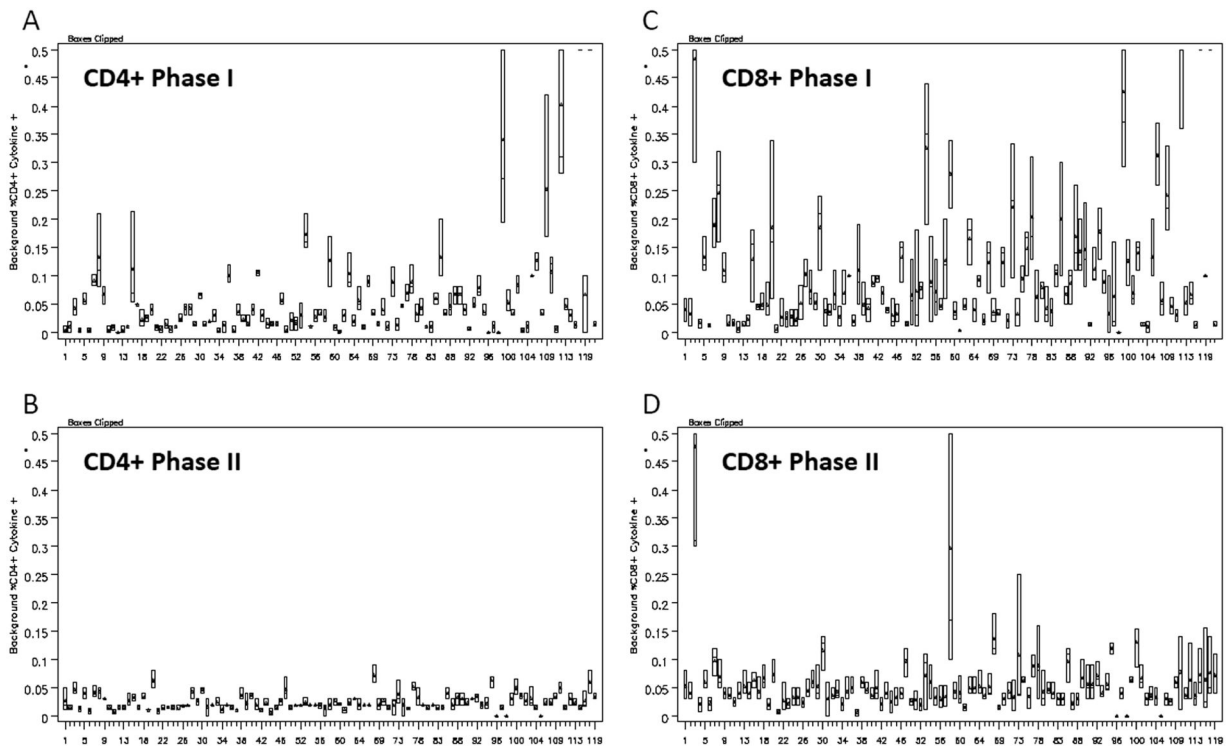 A
Boxes Clipped
CD4+ Phase I
Background %CD4+ Cytokine +
0.5
0.45
0.4
0.35
0.3
0.25
0.2
0.15
0.1
0.05
0
1 5 9 13 18 22 26 30 34 38 42 48 52 56 60 64 69 73 78 83 88 92 96 100 104 109 113 119
C
Boxes Clipped
CD8+ Phase I
Background %CD8+ Cytokine +
0.5
0.45
0.4
0.35
0.3
0.25
0.2
0.15
0.1
0.05
0
1 5 9 13 18 22 26 30 34 38 42 48 52 56 60 64 69 73 78 83 88 92 96 100 104 109 113 119
B
Boxes Clipped
CD4+ Phase II
Background %CD4+ Cytokine +
0.5
0.45
0.4
0.35
0.3
0.25
0.2
0.15
0.1
0.05
0
1 5 9 13 18 22 26 30 34 38 42 48 52 56 60 64 69 73 78 83 88 92 96 100 104 109 113 119
D
Boxes Clipped
CD8+ Phase II
Background %CD8+ Cytokine +
0.5
0.45
0.4
0.35
0.3
0.25
0.2
0.15
0.1
0.05
0
1 5 9 13 18 22 26 30 34 38 42 48 52 56 60 64 69 73 78 83 88 92 96 100 104 109 113 119